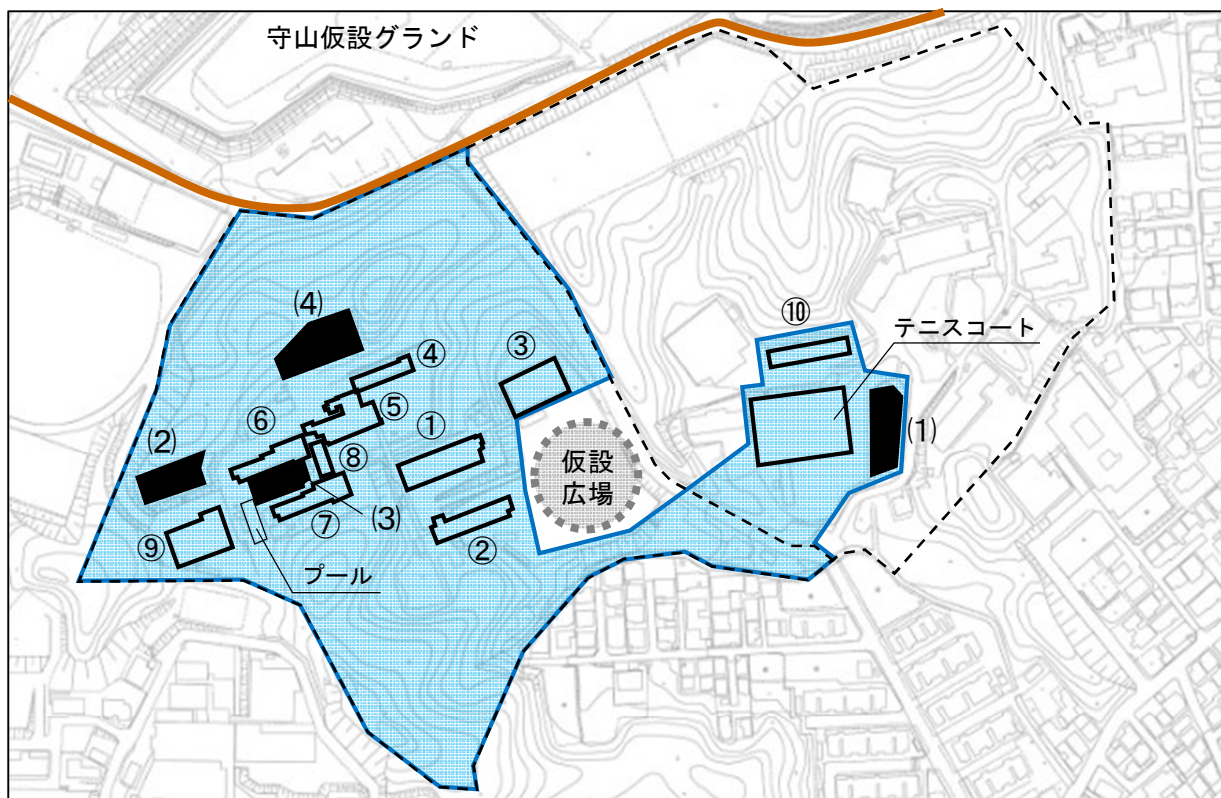 守山仮設グランド
⑩
テニスコート
(4)
③
④
⑤
①
⑥
(1)
(2)
⑧
仮設
広場
(3)
⑦
②
⑨
プール